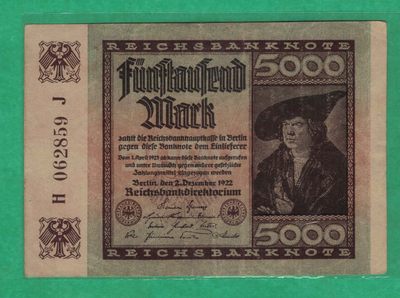 REICHSBANKNOTE
5000
Fünftausend
Mark
zahlt die Reichsbankhauptkasse in Berlin
gegen diese Banknote dem Einlieferer
Vom 1. April 1923 ab kann diese Banknote aufgerufen
und unter Umtausch gegen andere gesetzliche
Zahlungsmittel eingezogen werden
Berlin, den 2. Dezember 1922
Reichsbankdirektorium
5000
REICHSBANKNOTE
H 062859 J